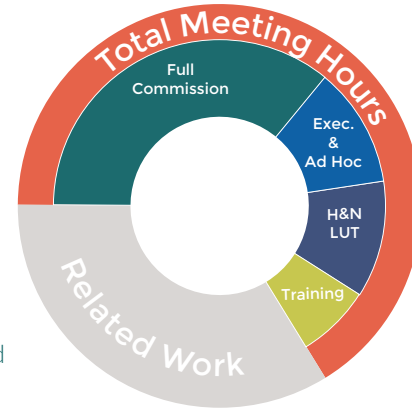 Total Meeting Hours
Full
Commission
Exec.
&
Ad Hoc
H&N
LUT
Training
Related Work